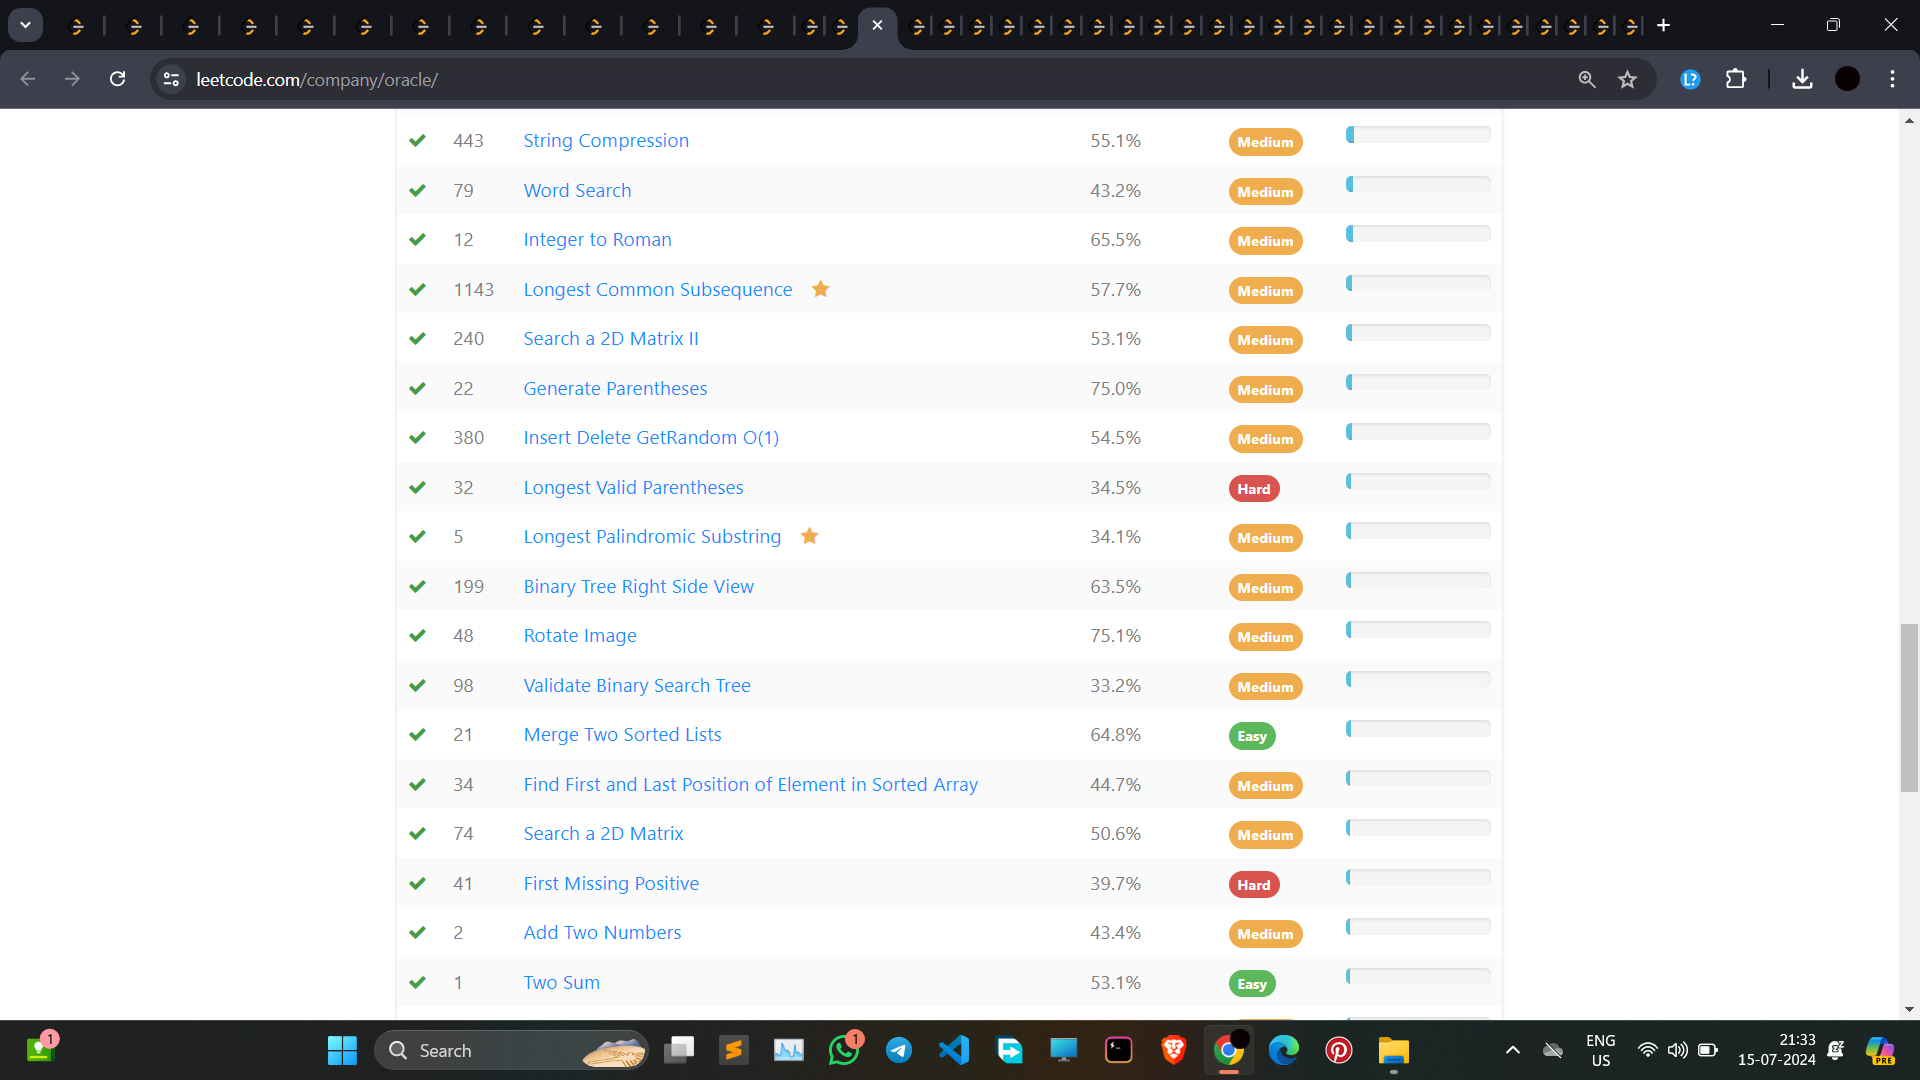 leetcode.com/company/oracle/
443 String Compression 55.1% Medium
79 Word Search 43.2% Medium
12 Integer to Roman 65.5% Medium
1143 Longest Common Subsequence 57.7% Medium
240 Search a 2D Matrix II 53.1% Medium
22 Generate Parentheses 75.0% Medium
380 Insert Delete GetRandom O(1) 54.5% Medium
32 Longest Valid Parentheses 34.5% Hard
5 Longest Palindromic Substring 34.1% Medium
199 Binary Tree Right Side View 63.5% Medium
48 Rotate Image 75.1% Medium
98 Validate Binary Search Tree 33.2% Medium
21 Merge Two Sorted Lists 64.8% Easy
34 Find First and Last Position of Element in Sorted Array 44.7% Medium
74 Search a 2D Matrix 50.6% Medium
41 First Missing Positive 39.7% Hard
2 Add Two Numbers 43.4% Medium
1 Two Sum 53.1% Easy
1 Search 1 ENG 21:33
US 15-07-2024 PRE